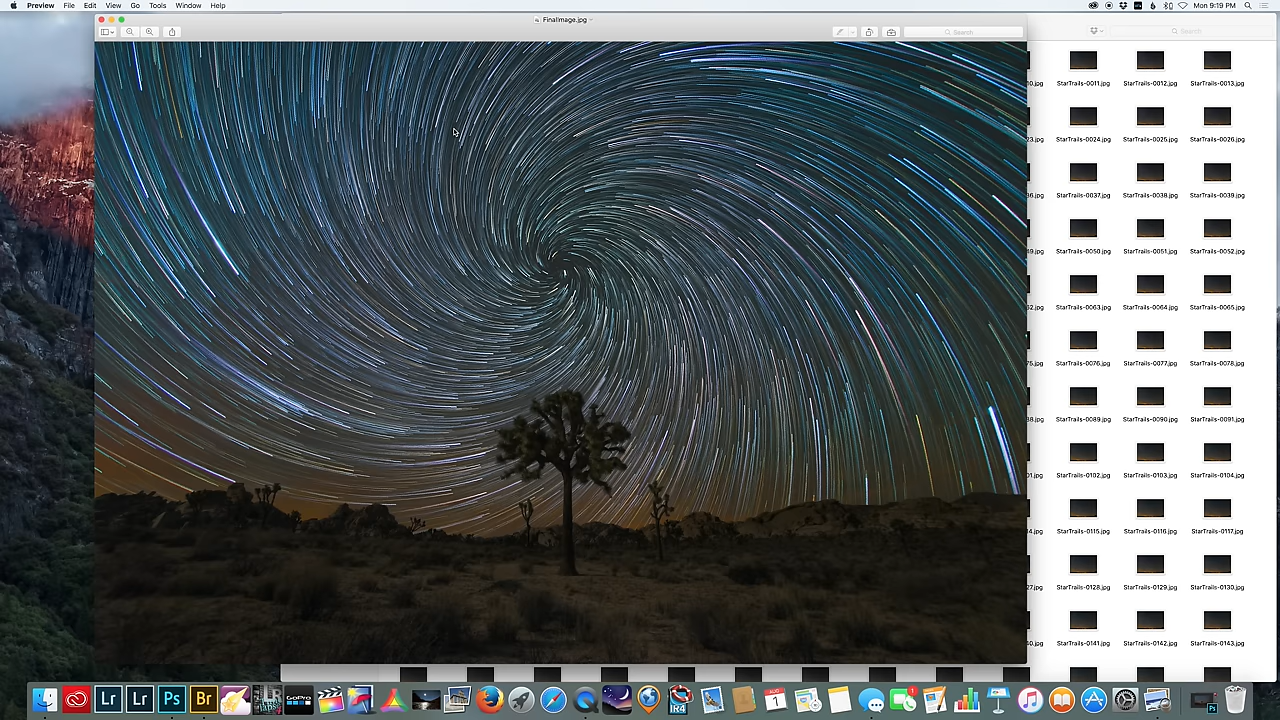 Preview File Edit View Go Tools Window Help
Mon 9:19 PM
FinalImage.jpg
Search
Search
StarTrails-0011.jpg StarTrails-0012.jpg StarTrails-0013.jpg
StarTrails-0024.jpg StarTrails-0025.jpg StarTrails-0026.jpg
StarTrails-0037.jpg StarTrails-0038.jpg StarTrails-0039.jpg
StarTrails-0050.jpg StarTrails-0051.jpg StarTrails-0052.jpg
StarTrails-0063.jpg StarTrails-0064.jpg StarTrails-0065.jpg
StarTrails-0076.jpg StarTrails-0077.jpg StarTrails-0078.jpg
StarTrails-0089.jpg StarTrails-0090.jpg StarTrails-0091.jpg
StarTrails-0102.jpg StarTrails-0103.jpg StarTrails-0104.jpg
StarTrails-0115.jpg StarTrails-0116.jpg StarTrails-0117.jpg
StarTrails-0128.jpg StarTrails-0129.jpg StarTrails-0130.jpg
StarTrails-0141.jpg StarTrails-0142.jpg StarTrails-0143.jpg
Lr Lr Ps Br GoPro